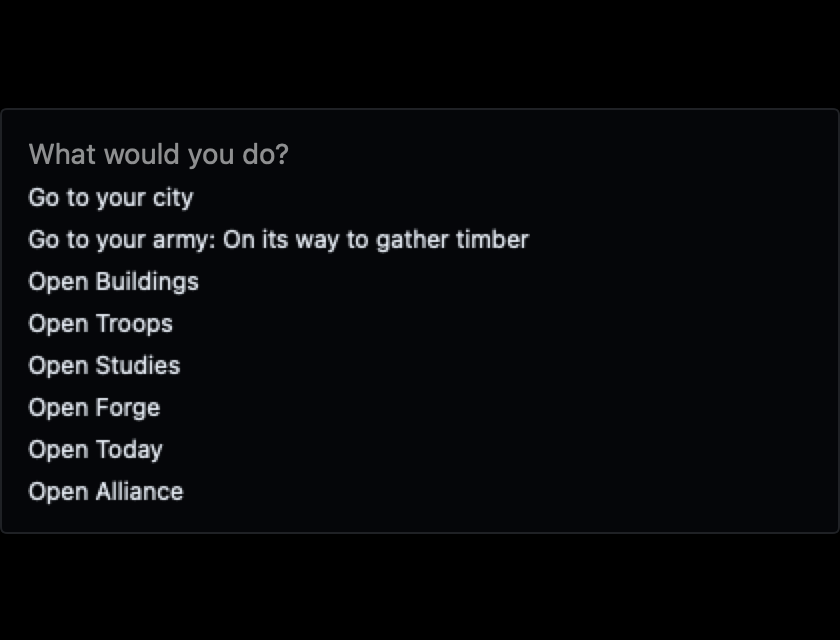 What would you do?
Go to your city
Go to your army: On its way to gather timber
Open Buildings
Open Troops
Open Studies
Open Forge
Open Today
Open Alliance